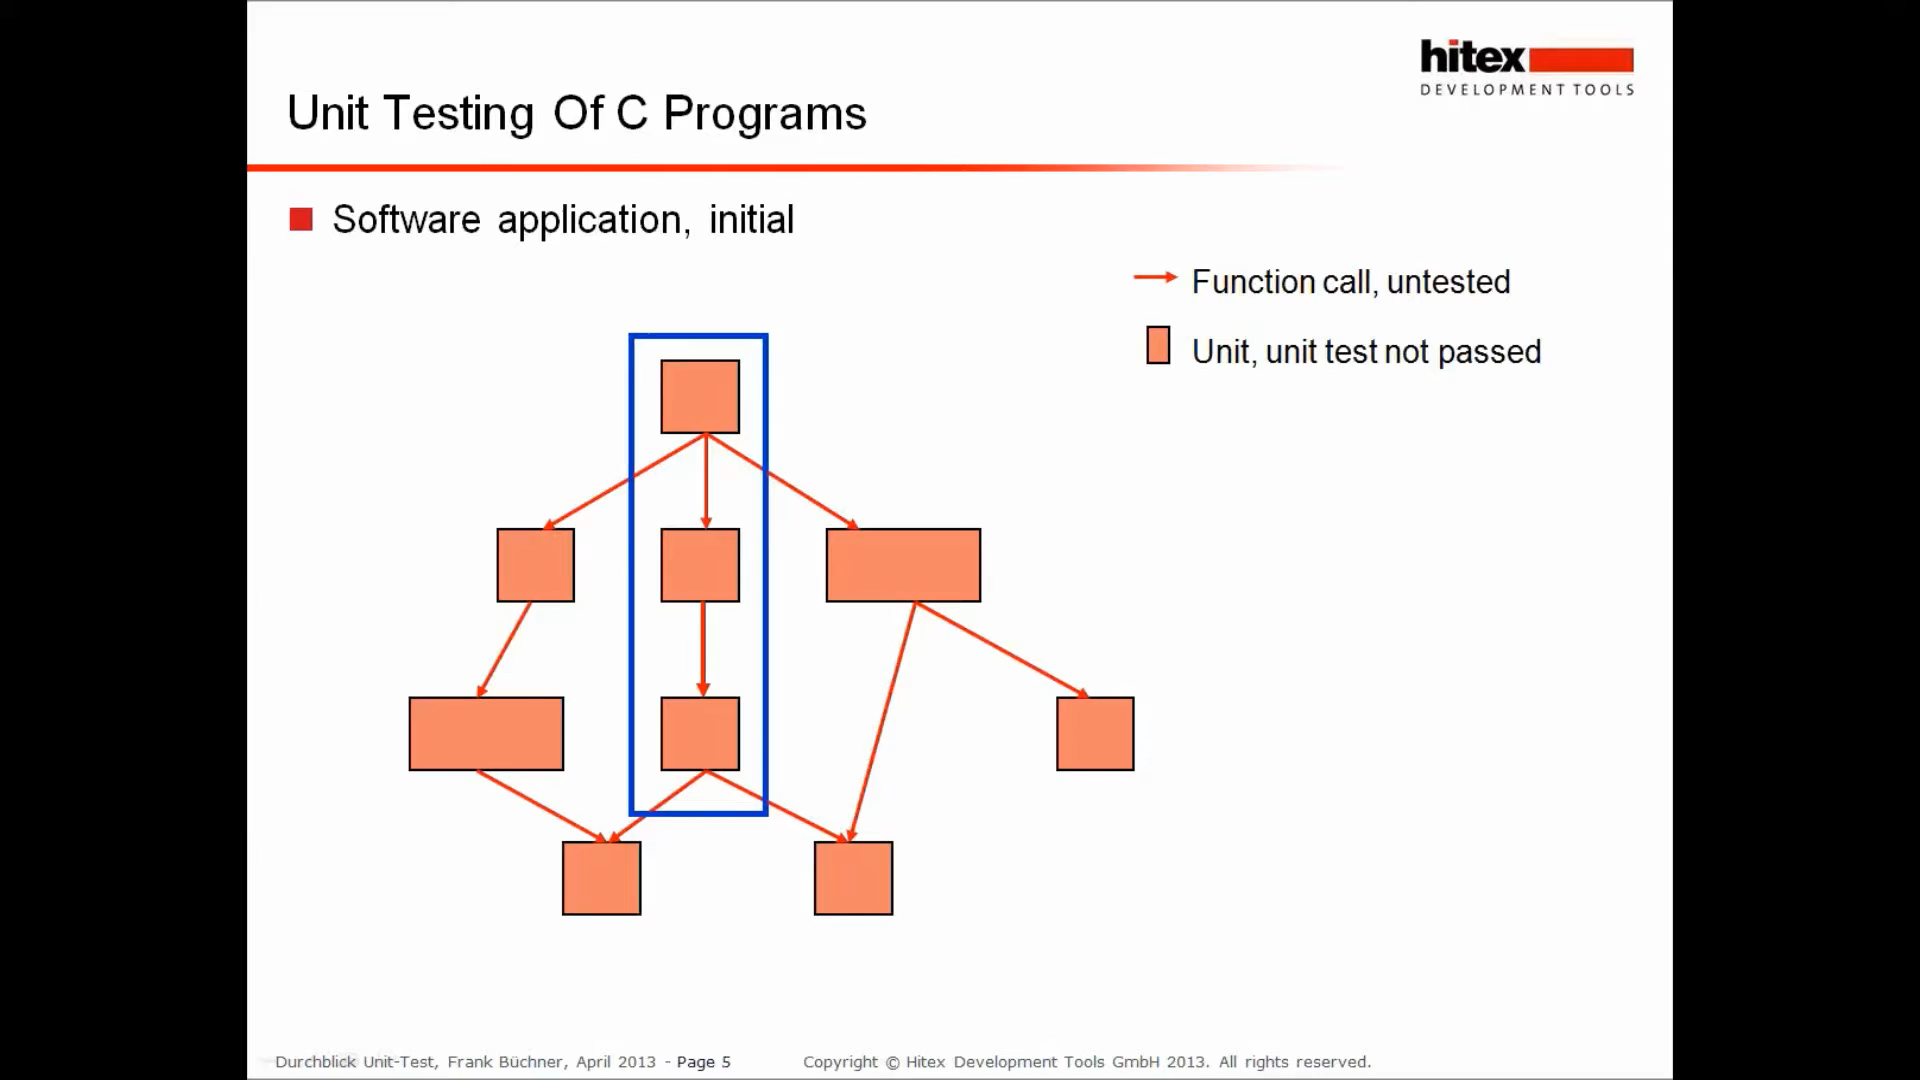 hitex
DEVELOPMENT TOOLS
Unit Testing Of C Programs
Software application, initial
Function call, untested
Unit, unit test not passed
Durchblick Unit-Test, Frank Büchner, April 2013 - Page 5
Copyright © Hitex Development Tools GmbH 2013. All rights reserved.